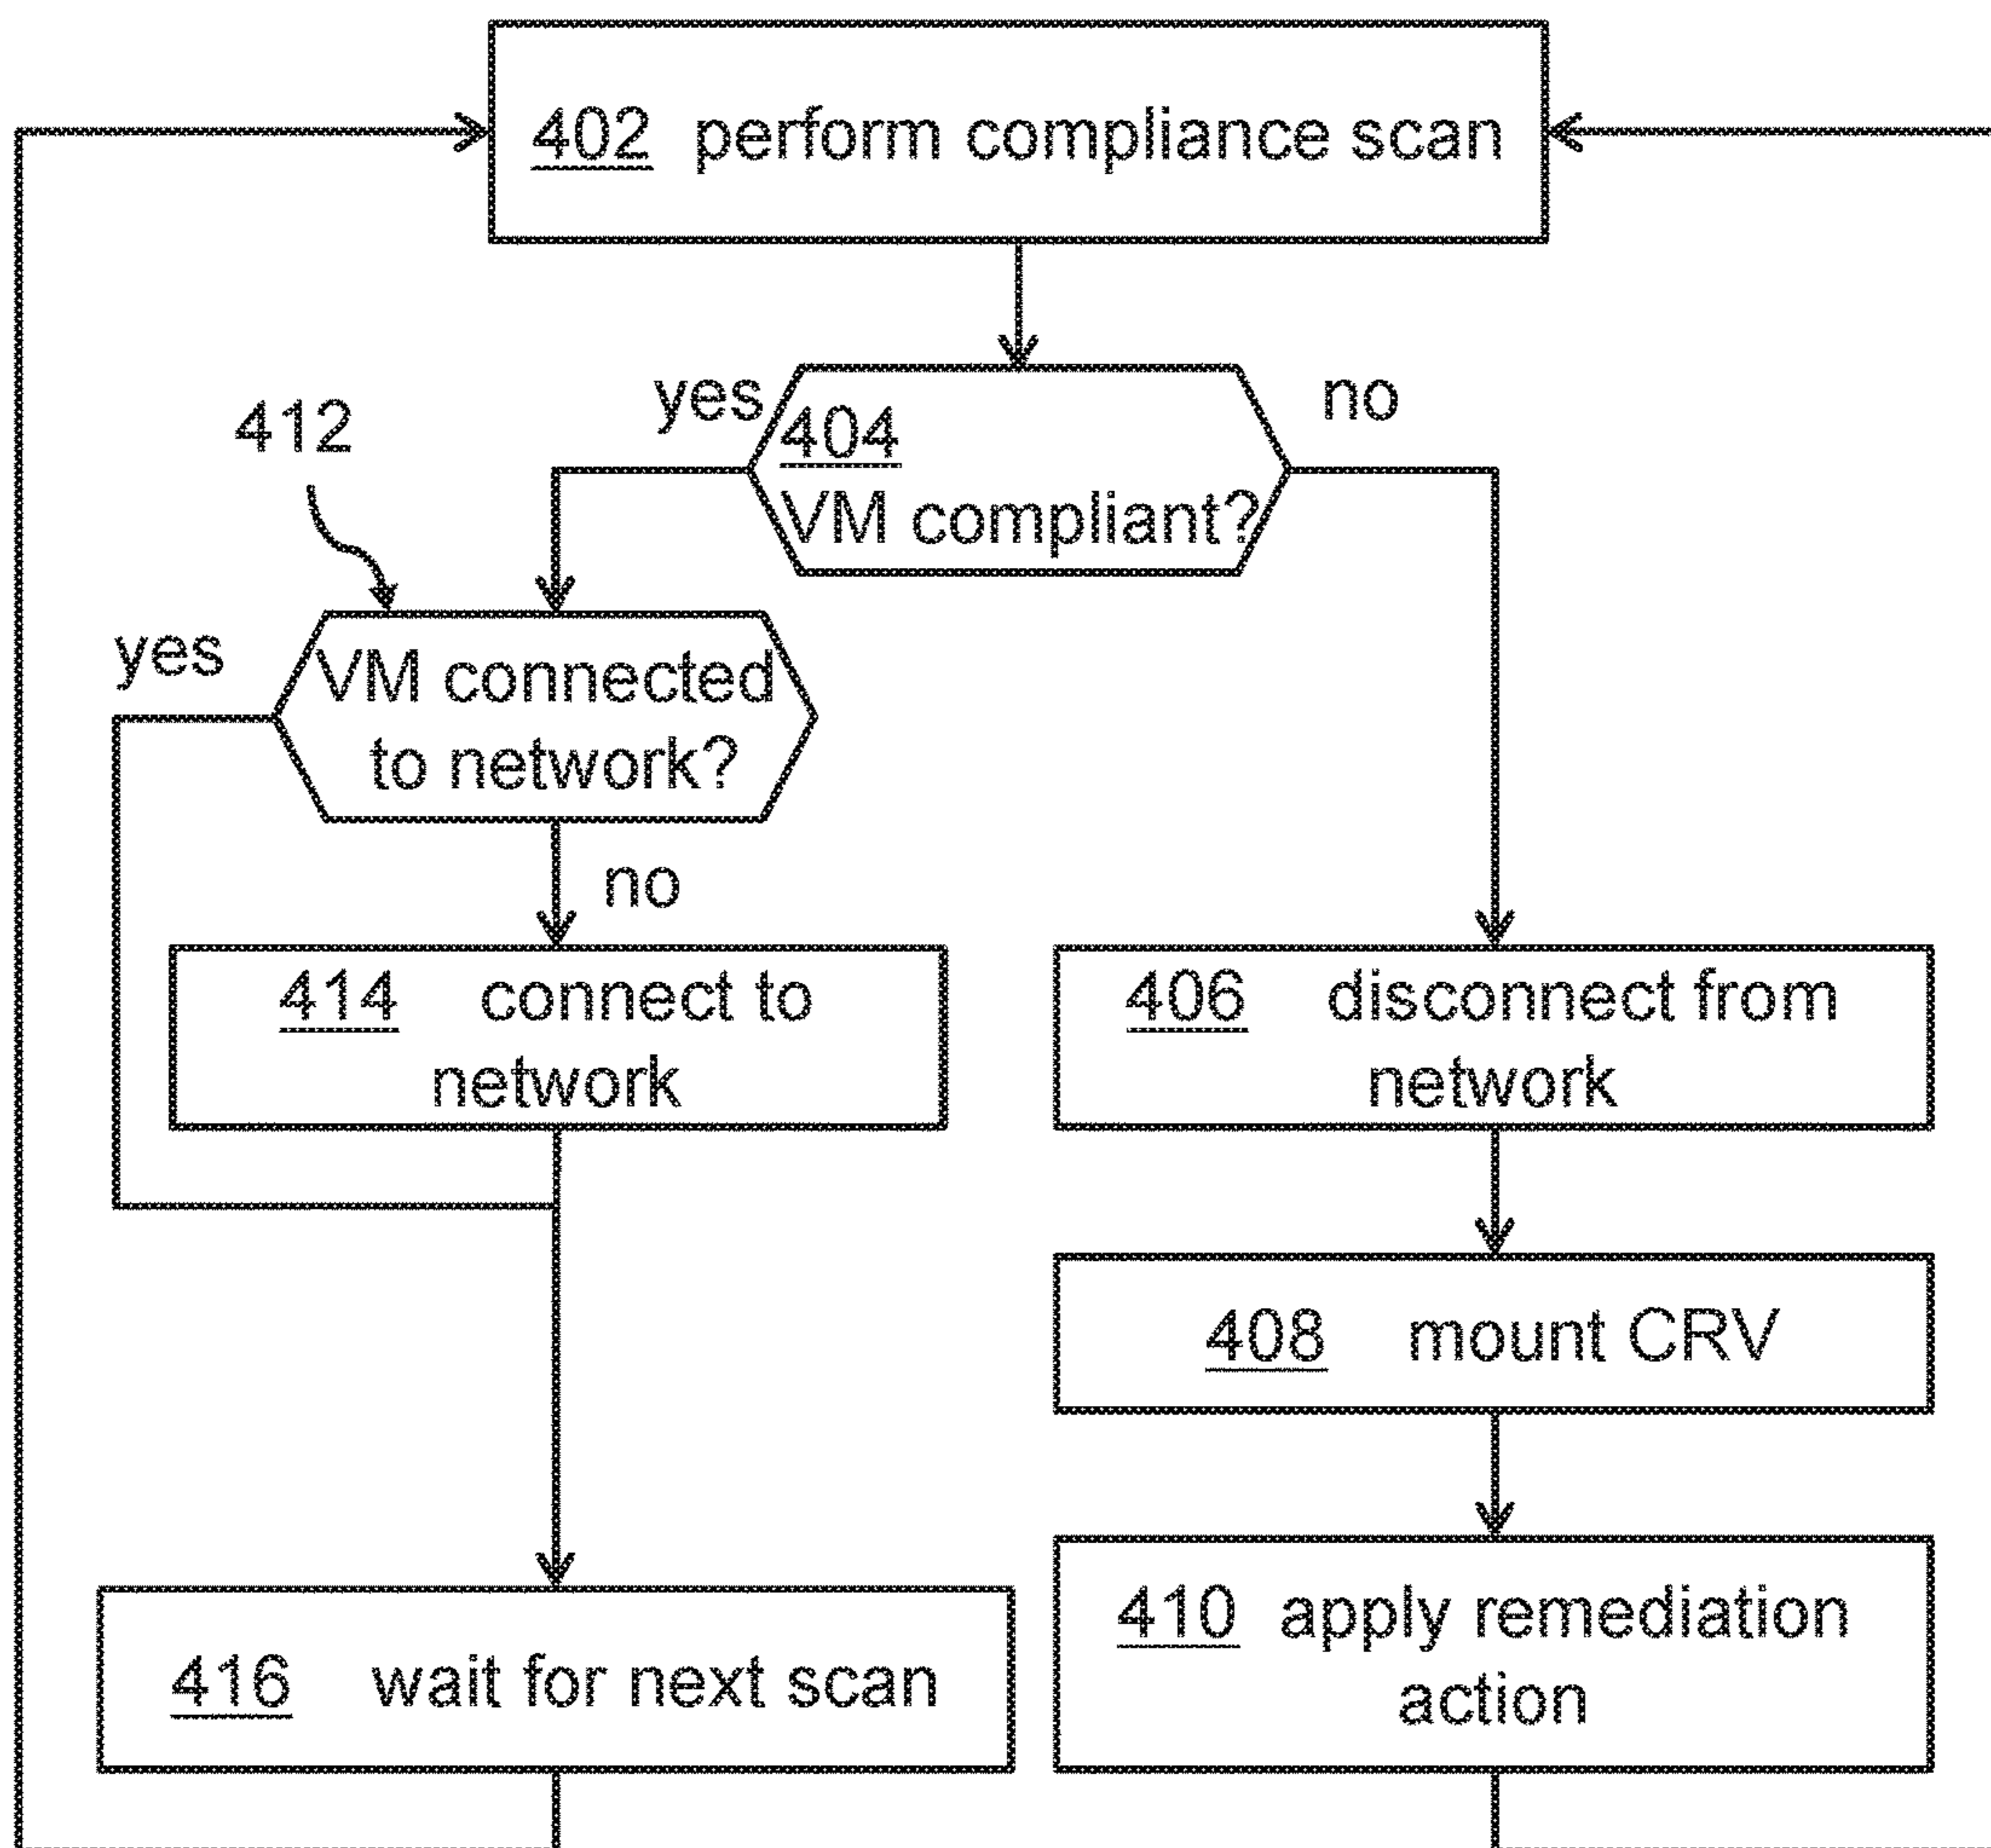 402 perform compliance scan
yes
404
no
VM compliant?
412
yes
VM connected
to network?
no
414 connect to
network
406 disconnect from
network
408 mount CRV
410 apply remediation
action
416 wait for next scan